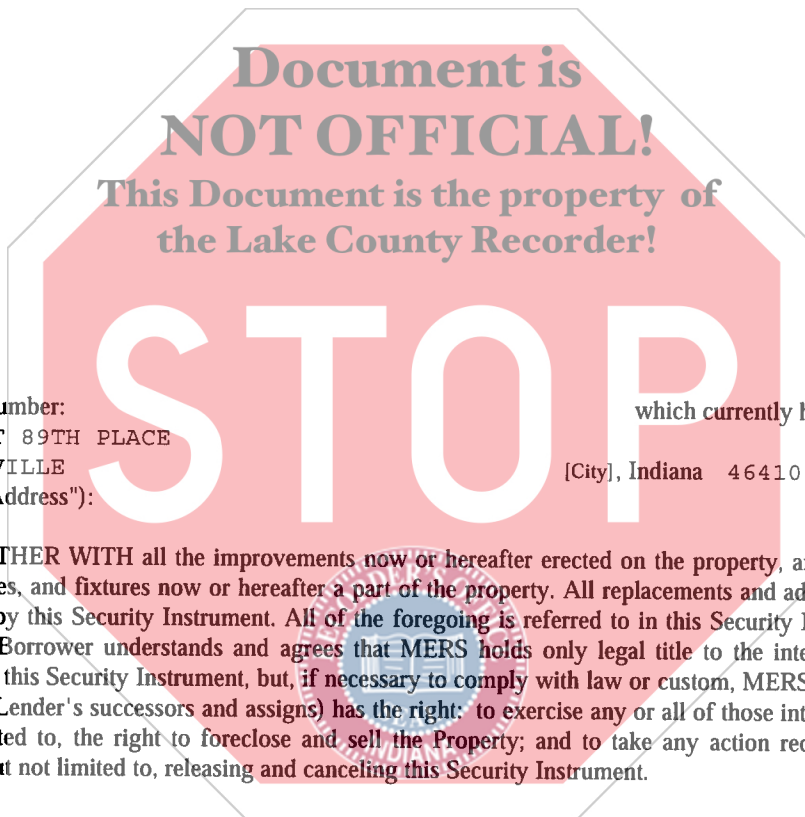 Document is
NOT OFFICIAL!
This Document is the property of
the Lake County Recorder!
STOP
umber:
which currently h
T 89TH PLACE
VILLE
[City], Indiana 46410
Address"):
THER WITH all the improvements now or hereafter erected on the property, a
es, and fixtures now or hereafter a part of the property. All replacements and ad
by this Security Instrument. All of the foregoing is referred to in this Security I
Borrower understands and agrees that MERS holds only legal title to the inte
this Security Instrument, but, if necessary to comply with law or custom, MERS
Lender's successors and assigns) has the right: to exercise any or all of those int
ted to, the right to foreclose and sell the Property; and to take any action req
t not limited to, releasing and canceling this Security Instrument.
INDIANA